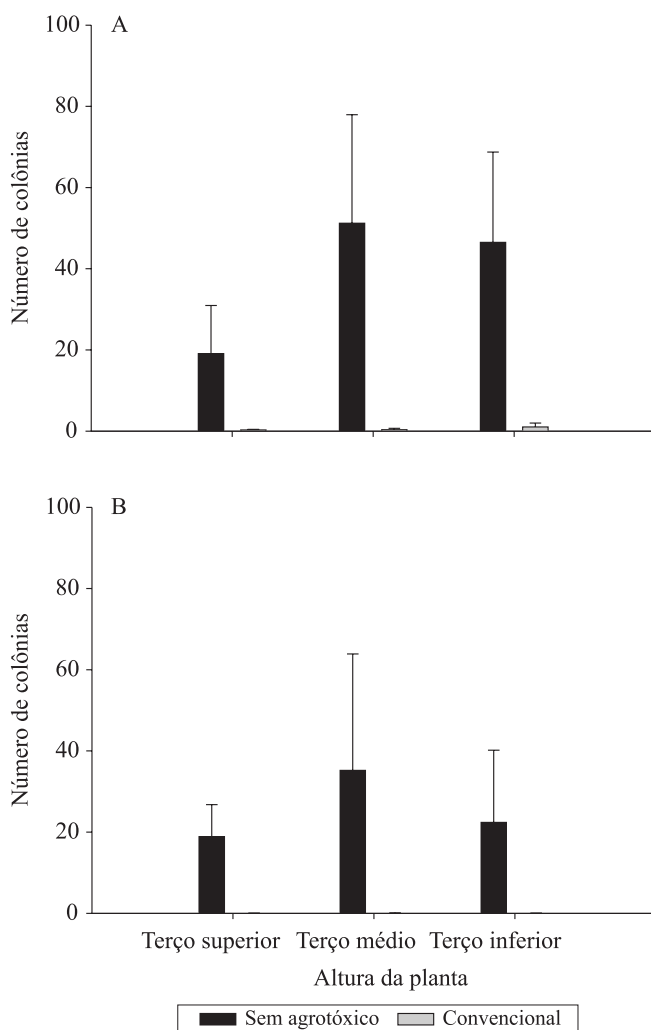 A
100
80
60
40
20
0
Número de colônias
B
100
80
60
40
20
0
Número de colônias
Terço superior Terço médio Terço inferior
Altura da planta
Sem agrotóxico Convencional